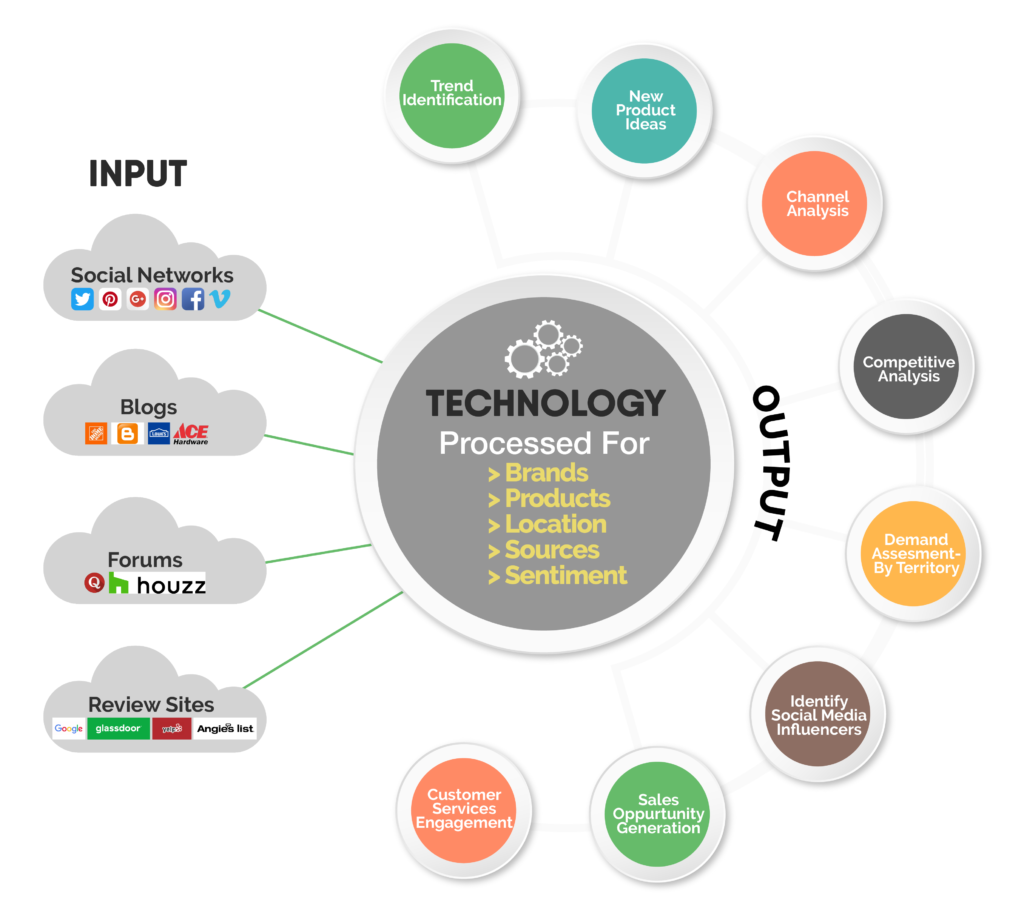 INPUT
Social Networks
G+
Blogs
LOWE'S
ACE
Hardware
Forums
Q
houzz
Review Sites
Google
glassdoor
yelp
Angie's list
TECHNOLOGY
Processed For
> Brands
> Products
> Location
> Sources
> Sentiment
OUTPUT
Trend
Identification
New
Product
Ideas
Channel
Analysis
Competitive
Analysis
Demand
Assesment-
By Territory
Identify
Social Media
Influencers
Sales
Oppurtunity
Generation
Customer
Services
Engagement